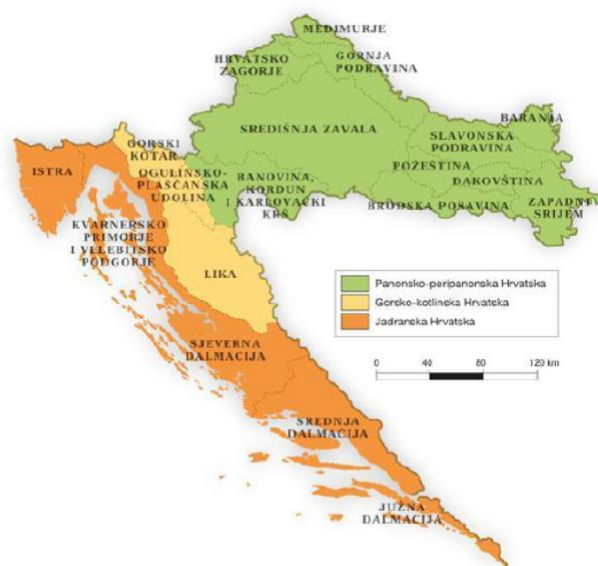 MEĐIMURJE
HRVATSKO
ZAGORJE
GORNJA
PODRAVINA
SREDIŠNJA ZAVALA
BARANJA
SLAVONSKA
PODRAVINA
POŽEŠTINA
ĐAKOVŠTINA
BRODSKA POSAVINA
ZAPADNI
SRIJEM
GORSKI
KOTAR
ISTRA
OGULINSKO-
PLAŠČANSKA
UDOLINA
BANOVINA,
KORDUN
I KARLOVAČKI
KRŠ
KVARNERSKO
PRIMORJE
I VELEBITSKO
PODGORJE
LIKA
Panonsko-peripanonska Hrvatska
Gorsko-kotlinska Hrvatska
Jadranska Hrvatska
0 40 80 120 km
SJEVERNA
DALMACIJA
SREDNJA
DALMACIJA
JUŽNA
DALMACIJA